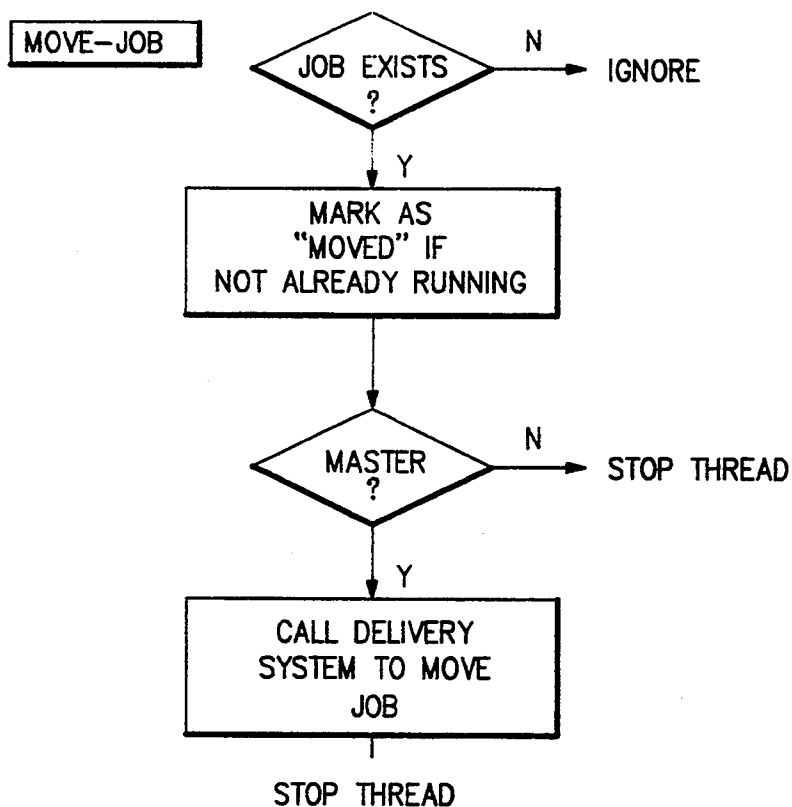 MOVE-JOB
JOB EXISTS
?
N
IGNORE
Y
MARK AS
"MOVED" IF
NOT ALREADY RUNNING
MASTER
?
N
STOP THREAD
Y
CALL DELIVERY
SYSTEM TO MOVE
JOB
STOP THREAD